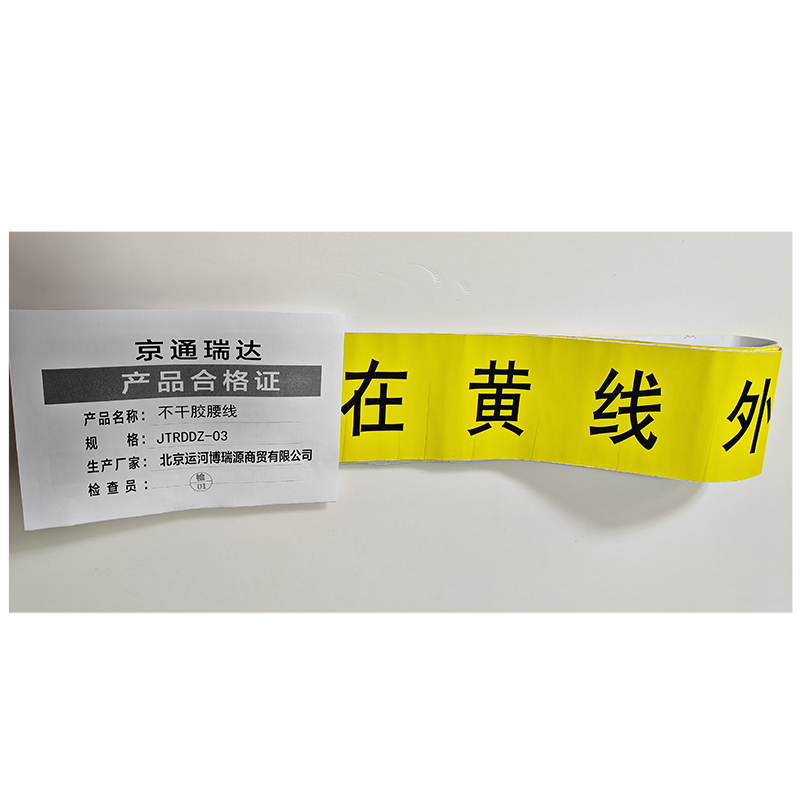 京通瑞达
产品合格证
产品名称：不干胶腰线
规　　格：JTRDDZ-03
生产厂家：北京运河博瑞源商贸有限公司
检查员：
检
01
在黄线外